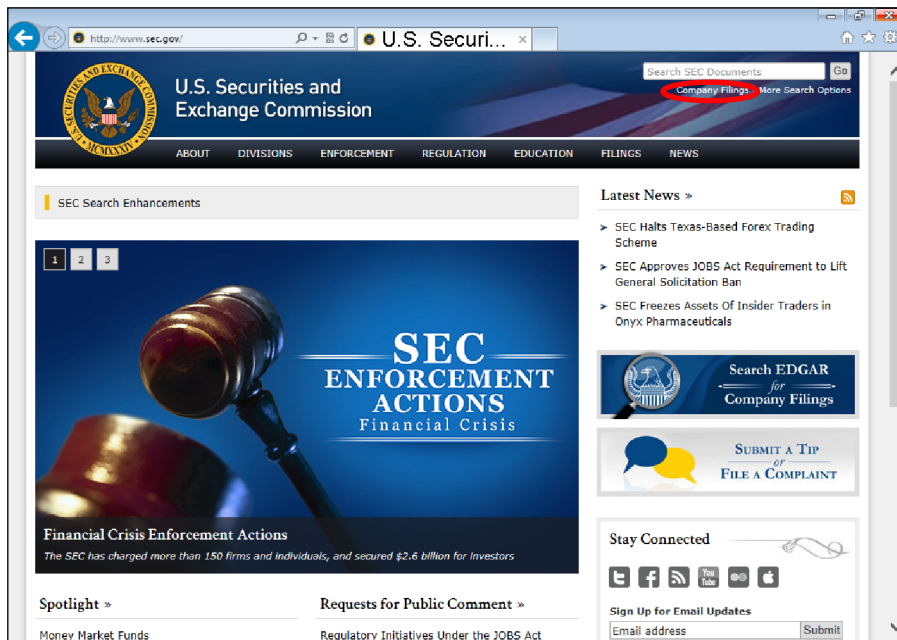 http://www.sec.gov/
U.S. Securi...
U.S. Securities and
Exchange Commission
Search SEC Documents
Go
Company Filings
More Search Options
ABOUT DIVISIONS ENFORCEMENT REGULATION EDUCATION FILINGS NEWS
SEC Search Enhancements
1 2 3
SEC
ENFORCEMENT
ACTIONS
Financial Crisis
Financial Crisis Enforcement Actions
The SEC has charged more than 150 firms and individuals, and secured $2.6 billion for investors
Spotlight »
Money Market Funds
Requests for Public Comment »
Regulatory Initiatives Under the JOBS Act
Latest News »
SEC Halts Texas-Based Forex Trading
Scheme
SEC Approves JOBS Act Requirement to Lift
General Solicitation Ban
SEC Freezes Assets Of Insider Traders in
Onyx Pharmaceuticals
Search EDGAR
for
Company Filings
SUBMIT A TIP
or
FILE A COMPLAINT
Stay Connected
You
Tube
Sign Up for Email Updates
Email address
Submit